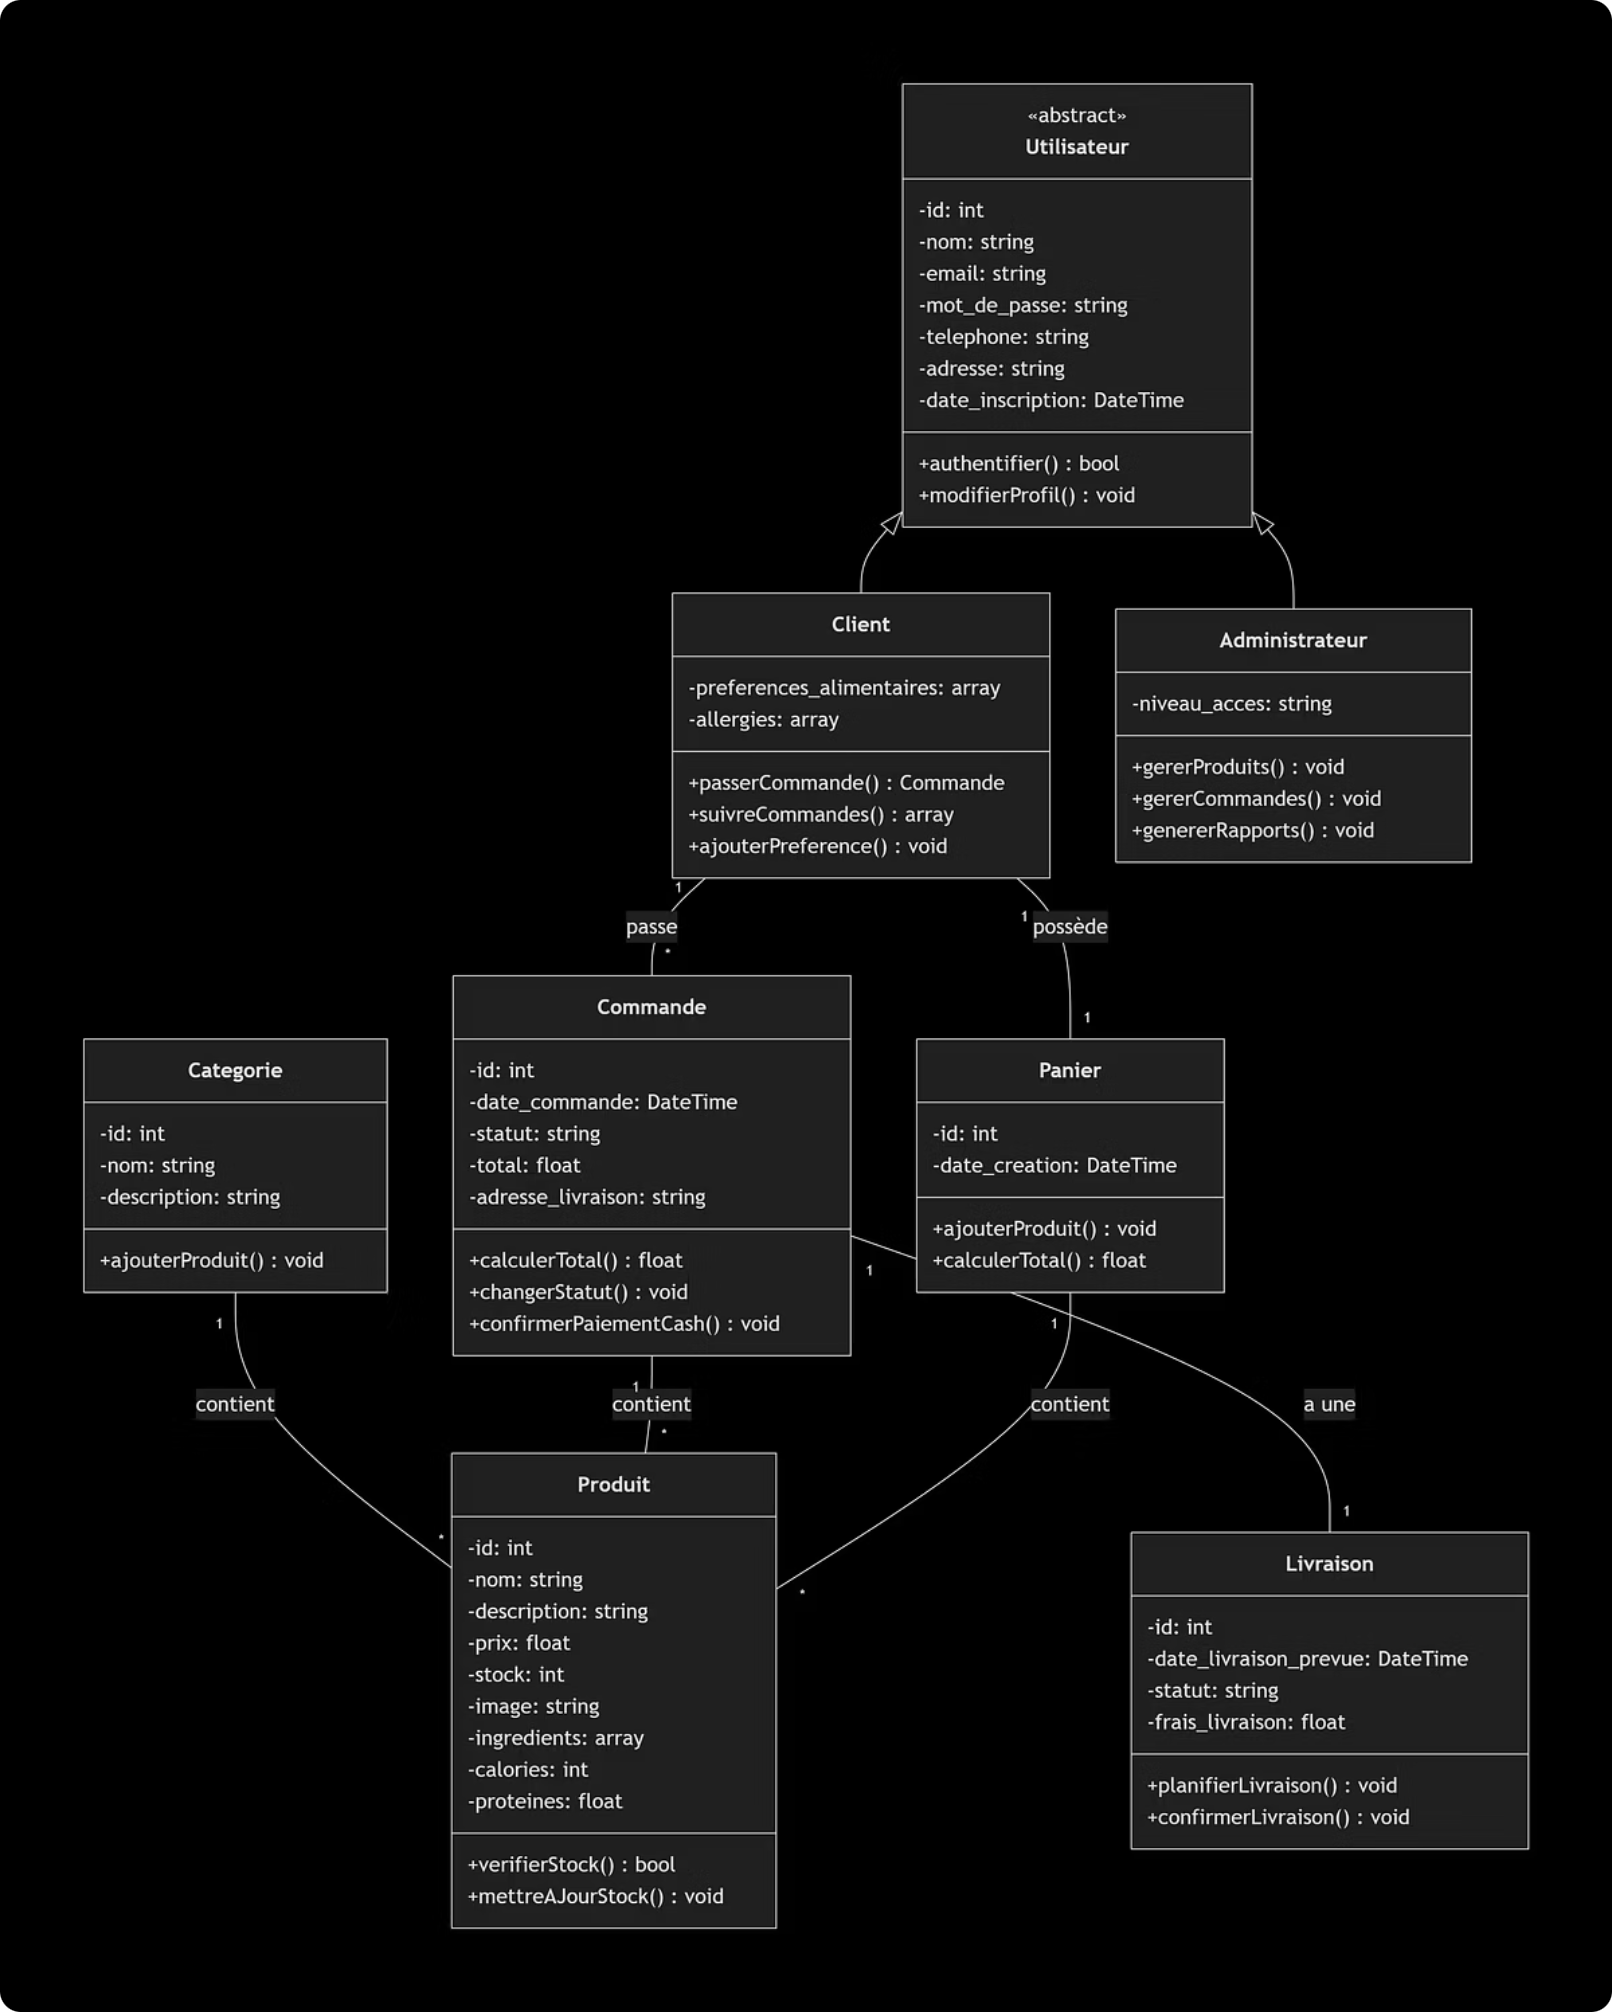 «abstract»
Utilisateur
-id: int
-nom: string
-email: string
-mot_de_passe: string
-telephone: string
-adresse: string
-date_inscription: DateTime
+authentifier() : bool
+modifierProfil() : void
Client
-preferences_alimentaires: array
-allergies: array
+passerCommande() : Commande
+suivreCommandes() : array
+ajouterPreference() : void
Administrateur
-niveau_acces: string
+gererProduits() : void
+gererCommandes() : void
+genererRapports() : void
1
passe
*
1
possède
1
Categorie
-id: int
-nom: string
-description: string
+ajouterProduit() : void
Commande
-id: int
-date_commande: DateTime
-statut: string
-total: float
-adresse_livraison: string
+calculerTotal() : float
+changerStatut() : void
+confirmerPaiementCash() : void
Panier
-id: int
-date_creation: DateTime
+ajouterProduit() : void
+calculerTotal() : float
1
contient
*
1
contient
*
1
contient
*
1
a une
1
Produit
-id: int
-nom: string
-description: string
-prix: float
-stock: int
-image: string
-ingredients: array
-calories: int
-proteines: float
+verifierStock() : bool
+mettreAJourStock() : void
Livraison
-id: int
-date_livraison_prevue: DateTime
-statut: string
-frais_livraison: float
+planifierLivraison() : void
+confirmerLivraison() : void